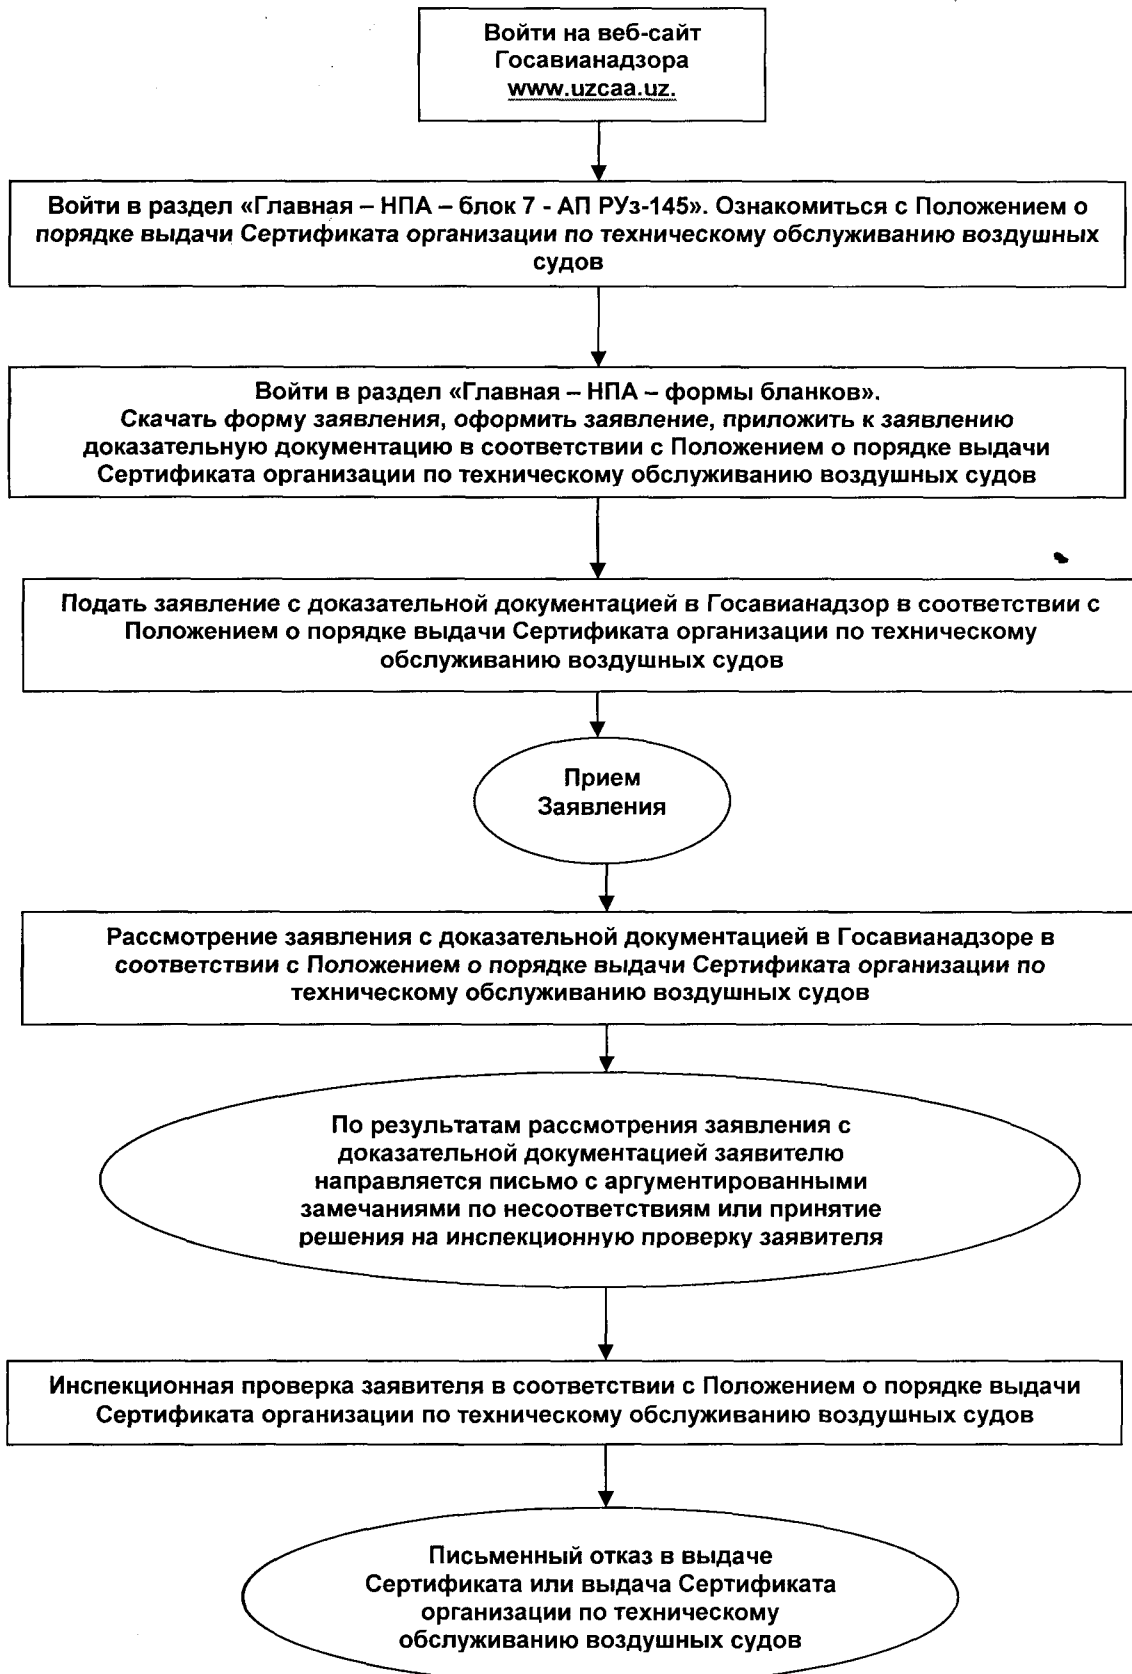 Войти на веб-сайт
Госавианадзора
www.uzcaa.uz.
Войти в раздел «Главная – НПА – блок 7 - АП РУз-145». Ознакомиться с Положением о
порядке выдачи Сертификата организации по техническому обслуживанию воздушных
судов
Войти в раздел «Главная – НПА – формы бланков».
Скачать форму заявления, оформить заявление, приложить к заявлению
доказательную документацию в соответствии с Положением о порядке выдачи
Сертификата организации по техническому обслуживанию воздушных судов
Подать заявление с доказательной документацией в Госавианадзор в соответствии с
Положением о порядке выдачи Сертификата организации по техническому
обслуживанию воздушных судов
Прием
Заявления
Рассмотрение заявления с доказательной документацией в Госавианадзоре в
соответствии с Положением о порядке выдачи Сертификата организации по
техническому обслуживанию воздушных судов
По результатам рассмотрения заявления с
доказательной документацией заявителю
направляется письмо с аргументированными
замечаниями по несоответствиям или принятие
решения на инспекционную проверку заявителя
Инспекционная проверка заявителя в соответствии с Положением о порядке выдачи
Сертификата организации по техническому обслуживанию воздушных судов
Письменный отказ в выдаче
Сертификата или выдача Сертификата
организации по техническому
обслуживанию воздушных судов